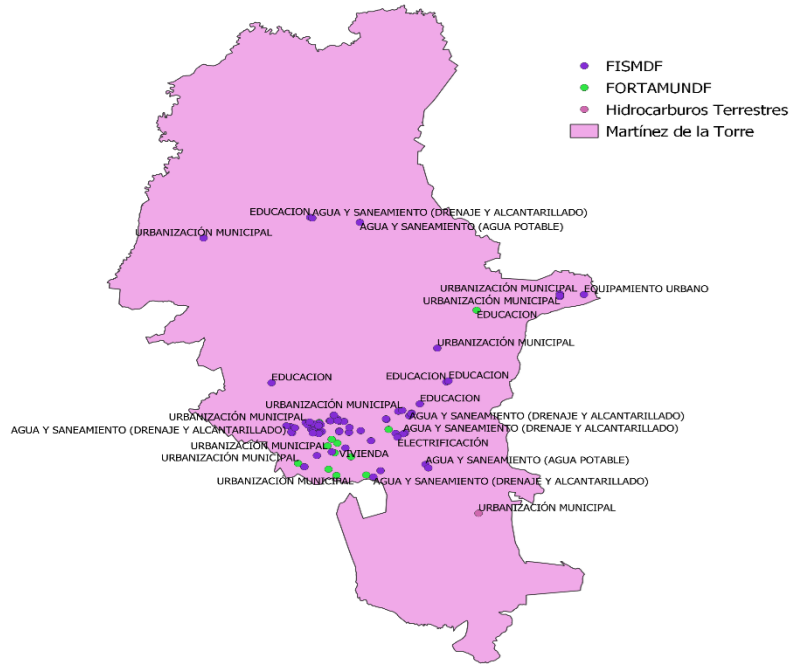 FISMDF
FORTAMUNDF
Hidrocarburos Terrestres
Martínez de la Torre
EDUCACION
AGUA Y SANEAMIENTO (DRENAJE Y ALCANTARILLADO)
AGUA Y SANEAMIENTO (AGUA POTABLE)
URBANIZACIÓN MUNICIPAL
URBANIZACIÓN MUNICIPAL
EQUIPAMIENTO URBANO
URBANIZACIÓN MUNICIPAL
EDUCACION
URBANIZACIÓN MUNICIPAL
EDUCACION
EDUCACION
EDUCACION
EDUCACION
URBANIZACIÓN MUNICIPAL
URBANIZACIÓN MUNICIPAL
AGUA Y SANEAMIENTO (DRENAJE Y ALCANTARILLADO)
AGUA Y SANEAMIENTO (DRENAJE Y ALCANTARILLADO)
AGUA Y SANEAMIENTO (DRENAJE Y ALCANTARILLADO)
URBANIZACIÓN MUNICIPAL
ELECTRIFICACIÓN
URBANIZACIÓN MUNICIPAL
VIVIENDA
AGUA Y SANEAMIENTO (AGUA POTABLE)
URBANIZACIÓN MUNICIPAL
AGUA Y SANEAMIENTO (DRENAJE Y ALCANTARILLADO)
URBANIZACIÓN MUNICIPAL